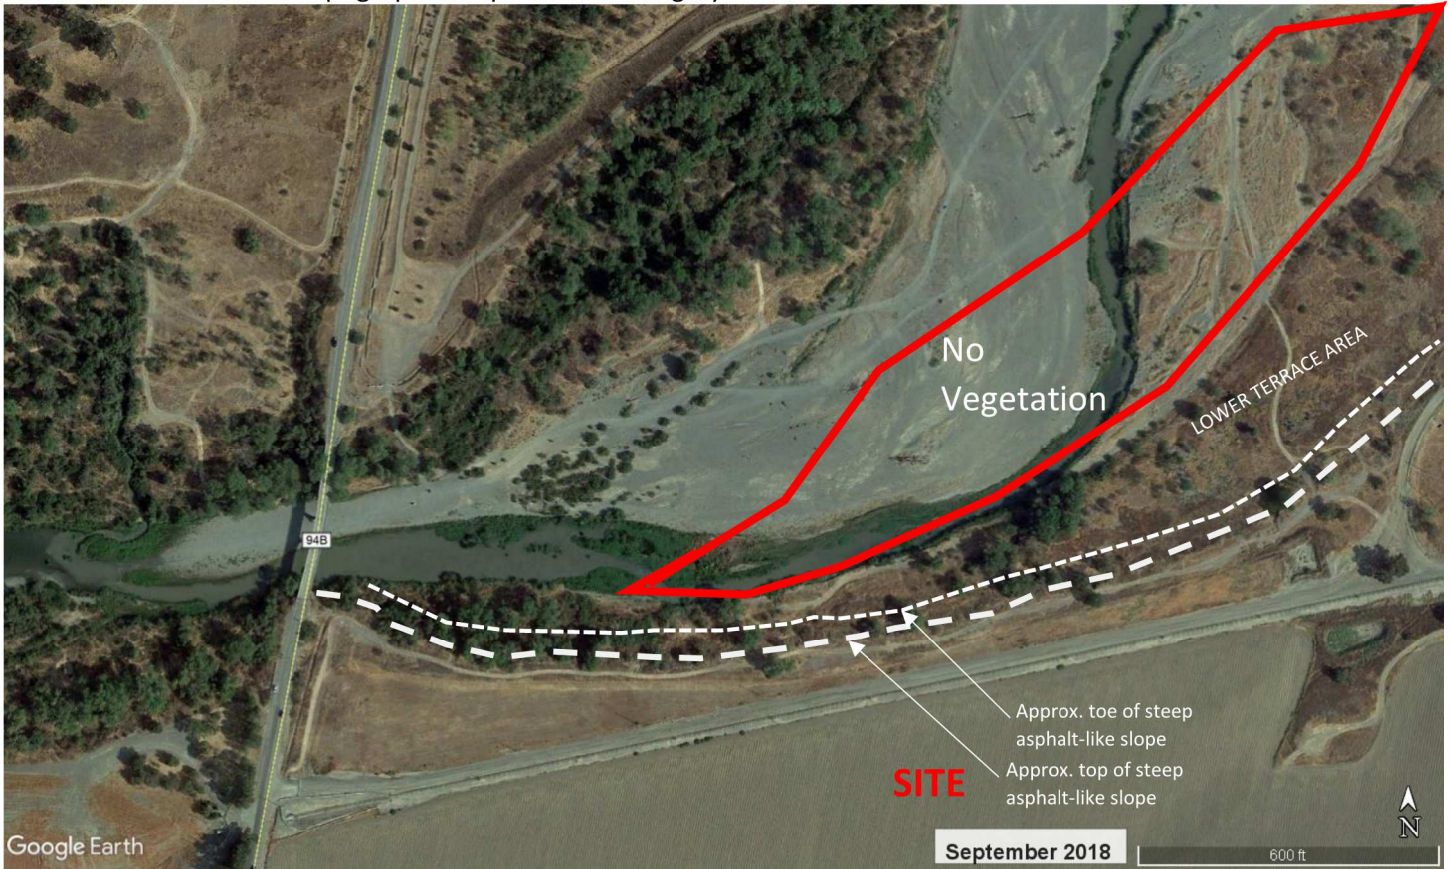 94B
No
Vegetation
LOWER TERRACE AREA
Approx. toe of steep
asphalt-like slope
Approx. top of steep
asphalt-like slope
SITE
N
Google Earth
September 2018
600 ft